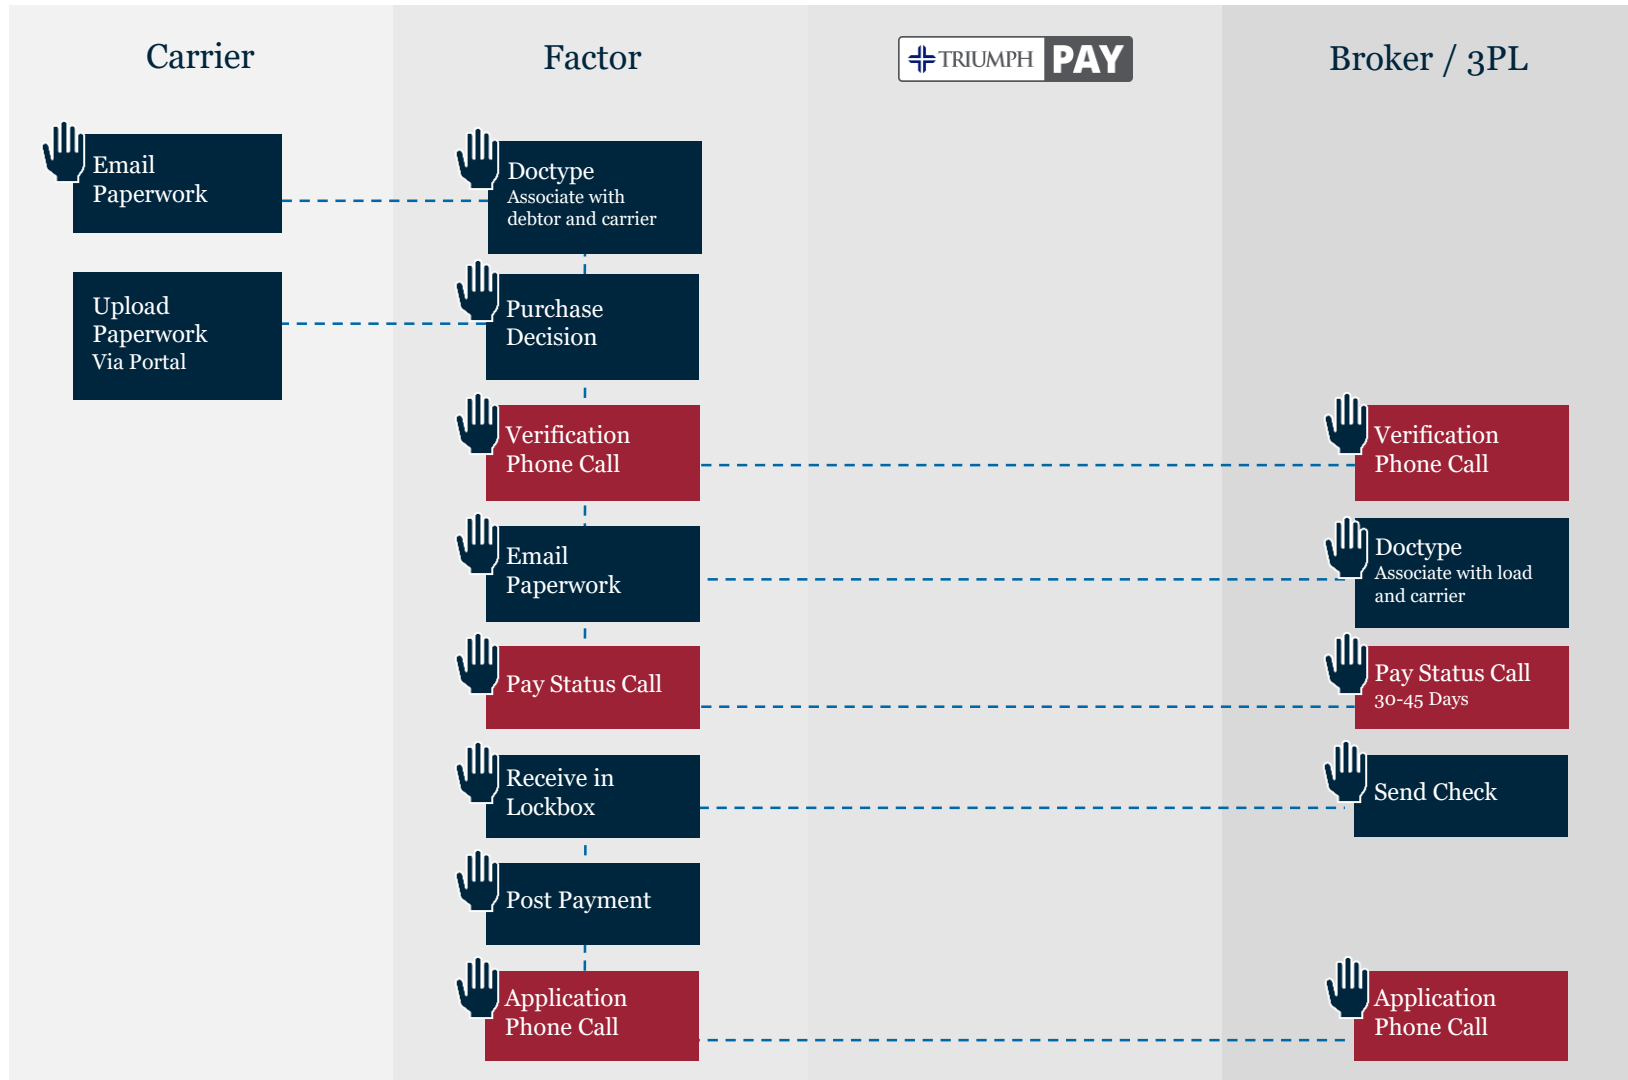 Carrier
Factor
TRIUMPH PAY
Broker / 3PL
Email
Paperwork
Doctype
Associate with
debtor and carrier
Upload
Paperwork
Via Portal
Purchase
Decision
Verification
Phone Call
Verification
Phone Call
Email
Paperwork
Doctype
Associate with load
and carrier
Pay Status Call
Pay Status Call
30-45 Days
Receive in
Lockbox
Send Check
Post Payment
Application
Phone Call
Application
Phone Call